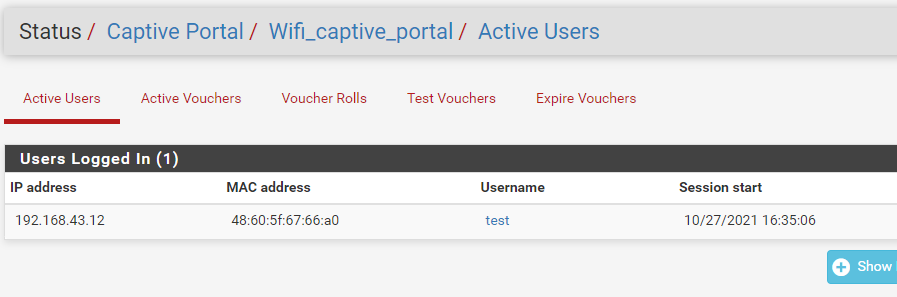 Status / Captive Portal / Wifi_captive_portal / Active Users
Active Users Active Vouchers Voucher Rolls Test Vouchers Expire Vouchers
Users Logged In (1)
IP address MAC address Username Session start
192.168.43.12 48:60:5f:67:66:a0 test 10/27/2021 16:35:06
Show